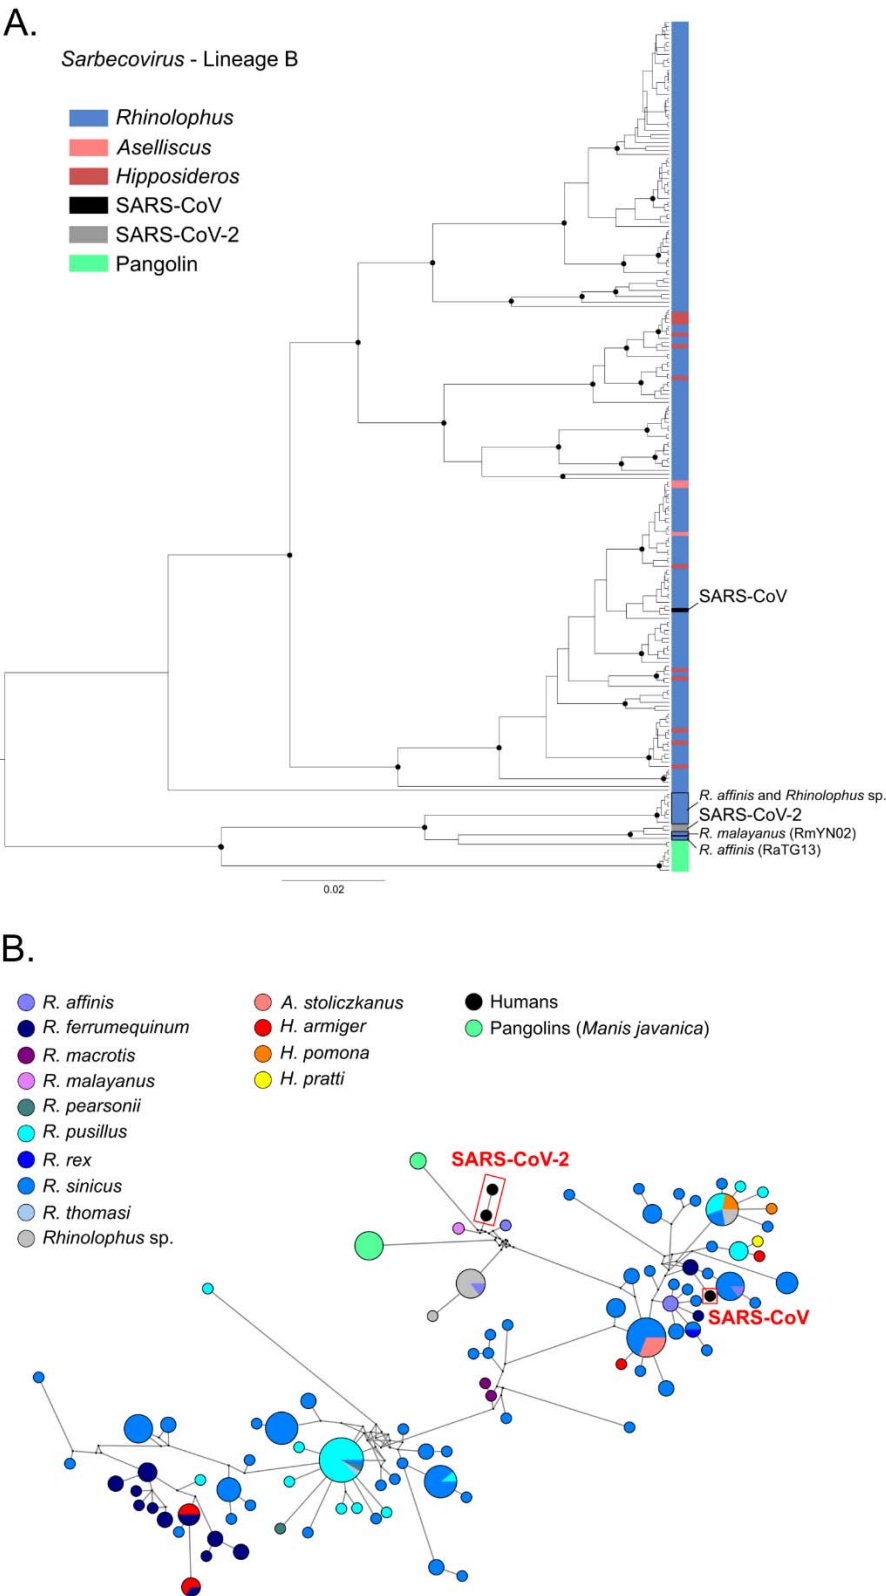 A.
Sarbecovirus - Lineage B
Rhinolophus
Aselliscus
Hipposideros
SARS-CoV
SARS-CoV-2
Pangolin
SARS-CoV
R. affinis and Rhinolophus sp.
SARS-CoV-2
R. malayanus (RmYN02)
R. affinis (RaTG13)
0.02
B.
R. affinis
R. ferrumequinum
R. macrotis
R. malayanus
R. pearsonii
R. pusillus
R. rex
R. sinicus
R. thomasi
Rhinolophus sp.
A. stoliczkanus
H. armiger
H. pomona
H. pratti
Humans
Pangolins (Manis javanica)
SARS-CoV-2
SARS-CoV